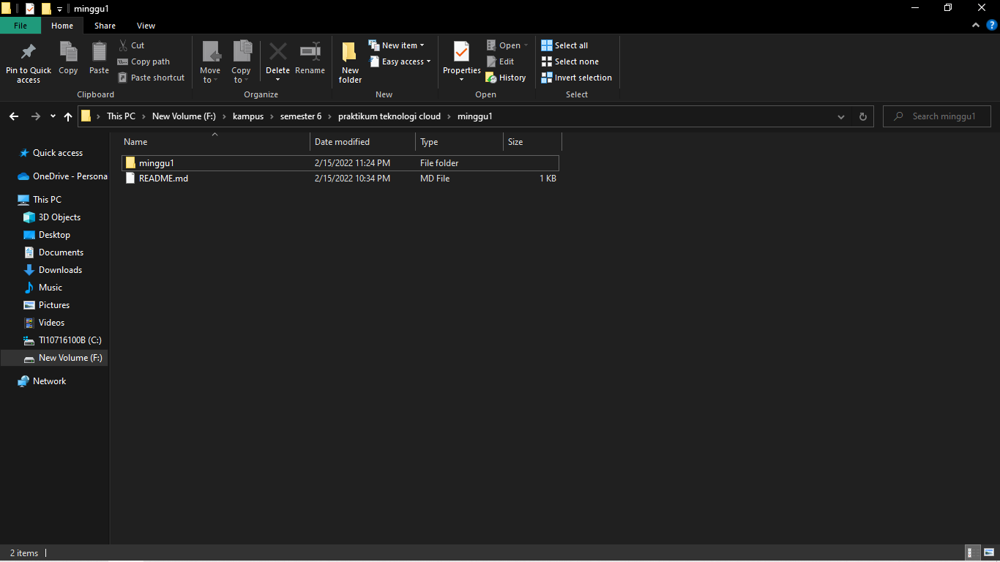 minggu1
File Home Share View
Pin to Quick access
Copy
Paste
Cut
Copy path
Paste shortcut
Clipboard
Move to
Copy to
Delete
Rename
Organize
New folder
New item
Easy access
New
Properties
Open
Edit
History
Open
Select all
Select none
Invert selection
Select
This PC > New Volume (F:) > kampus > semester 6 > praktikum teknologi cloud > minggu1
Search minggu1
Quick access
OneDrive - Persona
This PC
3D Objects
Desktop
Documents
Downloads
Music
Pictures
Videos
TI10716100B (C:)
New Volume (F:)
Network
Name Date modified Type Size
minggu1 2/15/2022 11:24 PM File folder
README.md 2/15/2022 10:34 PM MD File 1 KB
2 items